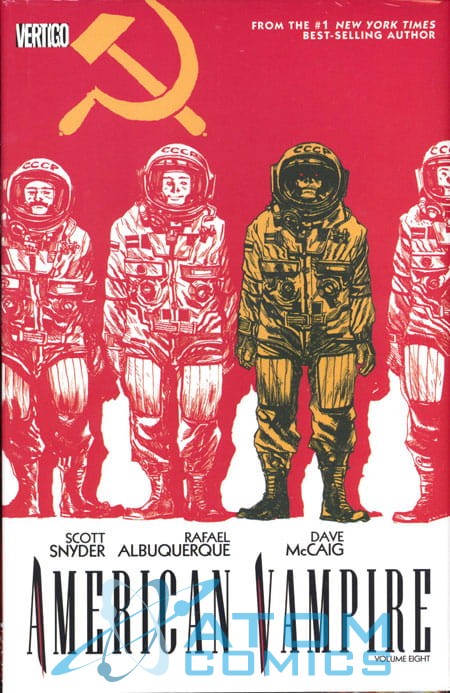 VERTIGO
FROM THE #1 NEW YORK TIMES
BEST-SELLING AUTHOR
CCCP
CCCP
CCCP
CCCP
SCOTT
SNYDER
RAFAEL
ALBUQUERQUE
DAVE
McCAIG
AMERICAN VAMPIRE
VOLUME EIGHT
ATOM
COMICS